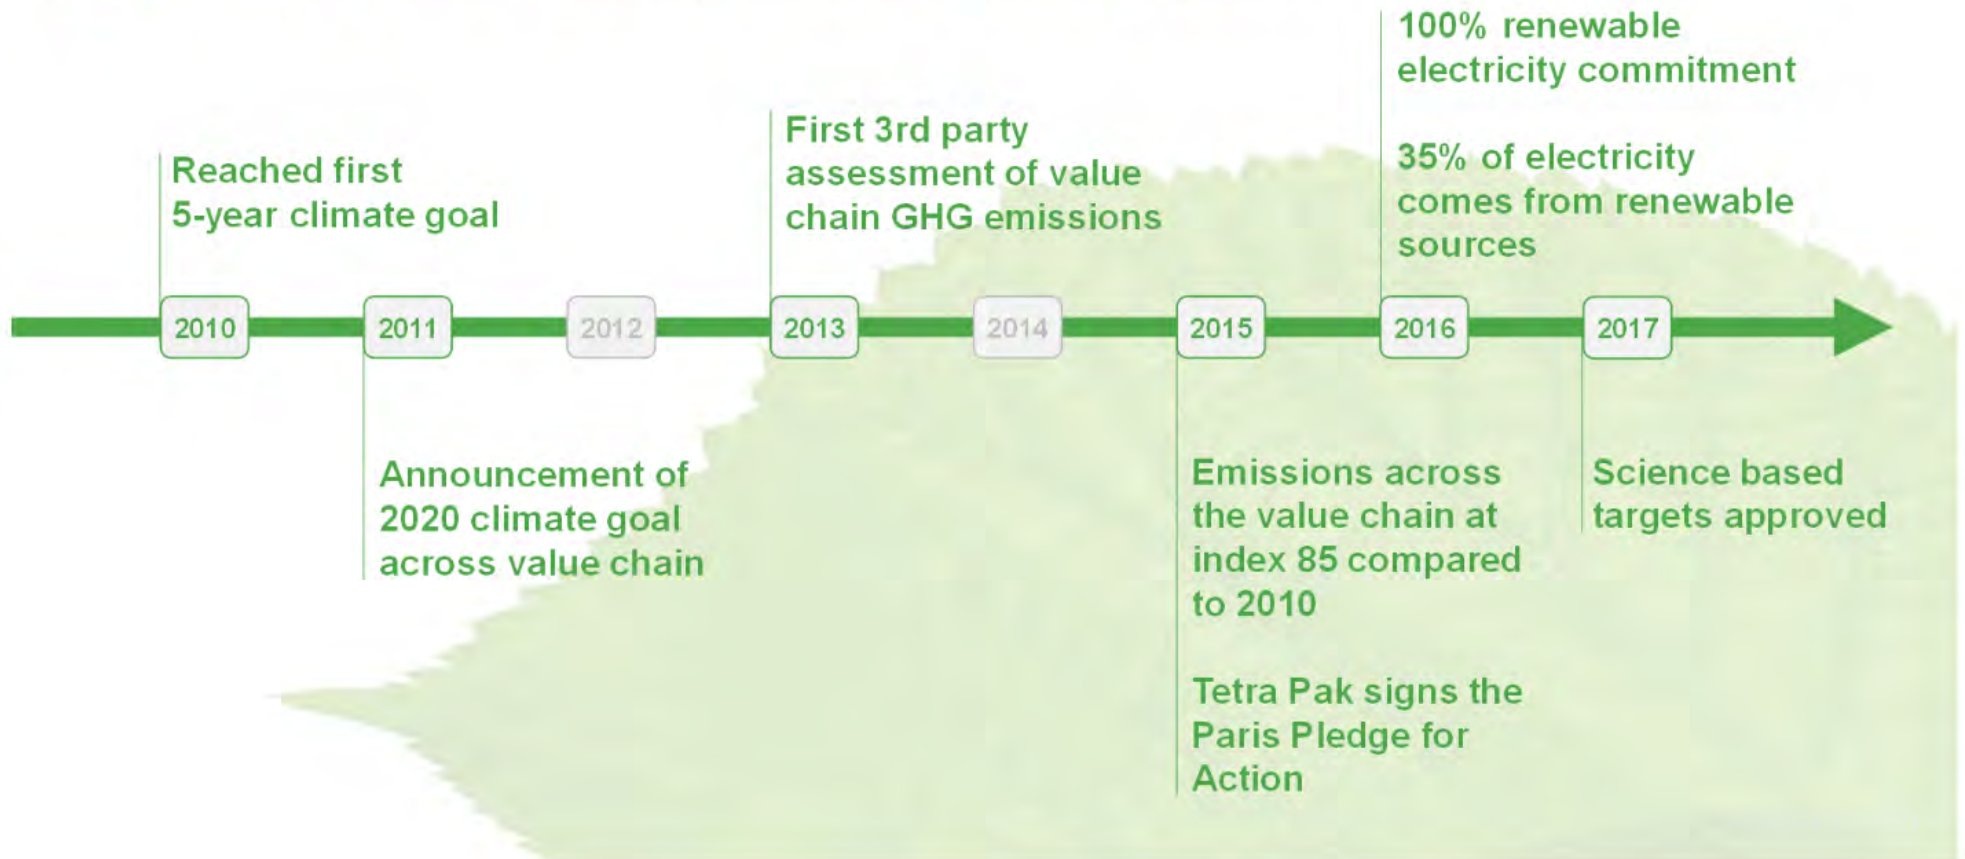 100% renewable
electricity commitment
35% of electricity
comes from renewable
sources
First 3rd party
assessment of value
chain GHG emissions
Reached first
5-year climate goal
2010
2011
2012
2013
2014
2015
2016
2017
Announcement of
2020 climate goal
across value chain
Emissions across
the value chain at
index 85 compared
to 2010
Tetra Pak signs the
Paris Pledge for
Action
Science based
targets approved